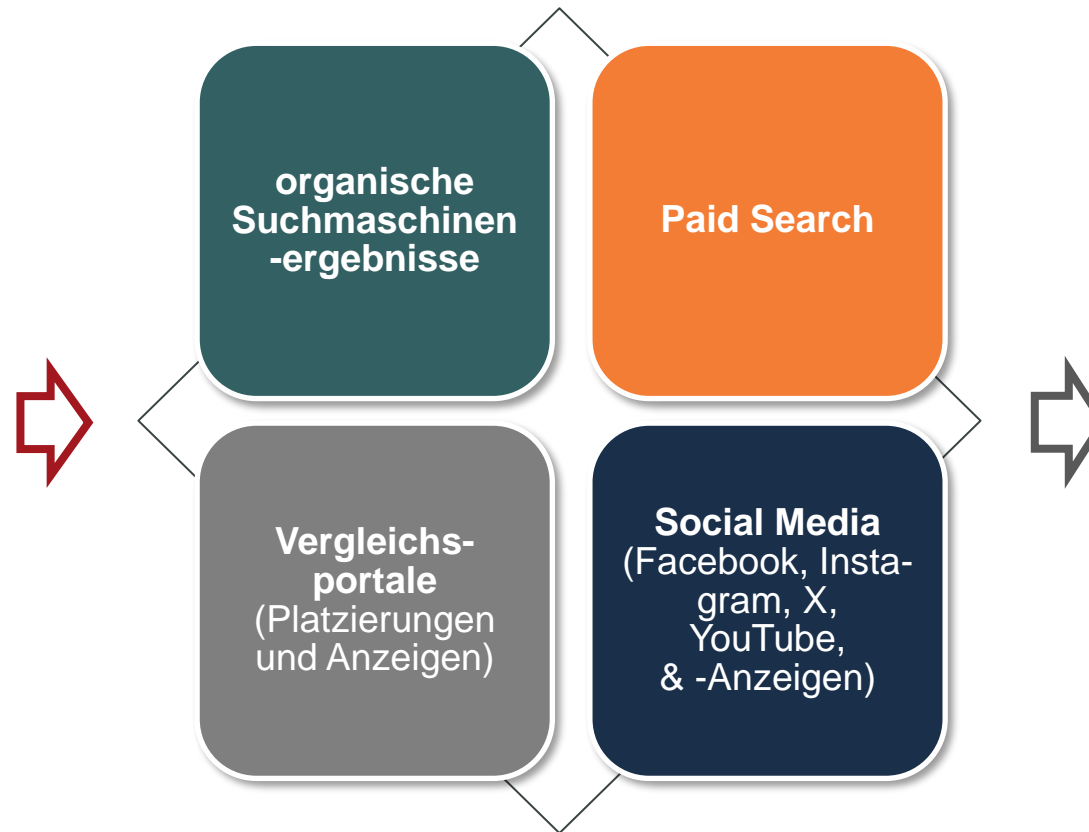 organische
Suchmaschinen
-ergebnisse
Paid Search
Vergleichs-
portale
(Platzierungen
und Anzeigen)
Social Media
(Facebook, Insta-
gram, X,
YouTube,
& -Anzeigen)